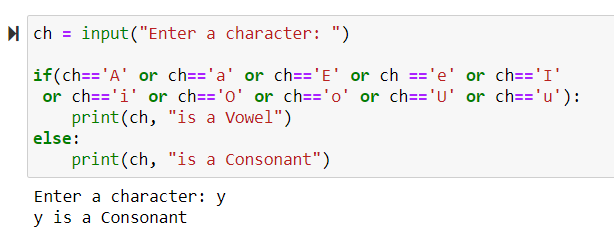 ch = input("Enter a character: ")
if(ch=='A' or ch=='a' or ch=='E' or ch =='e' or ch=='I'
or ch=='i' or ch=='O' or ch=='o' or ch=='U' or ch=='u'):
print(ch, "is a Vowel")
else:
print(ch, "is a Consonant")
Enter a character: y
y is a Consonant